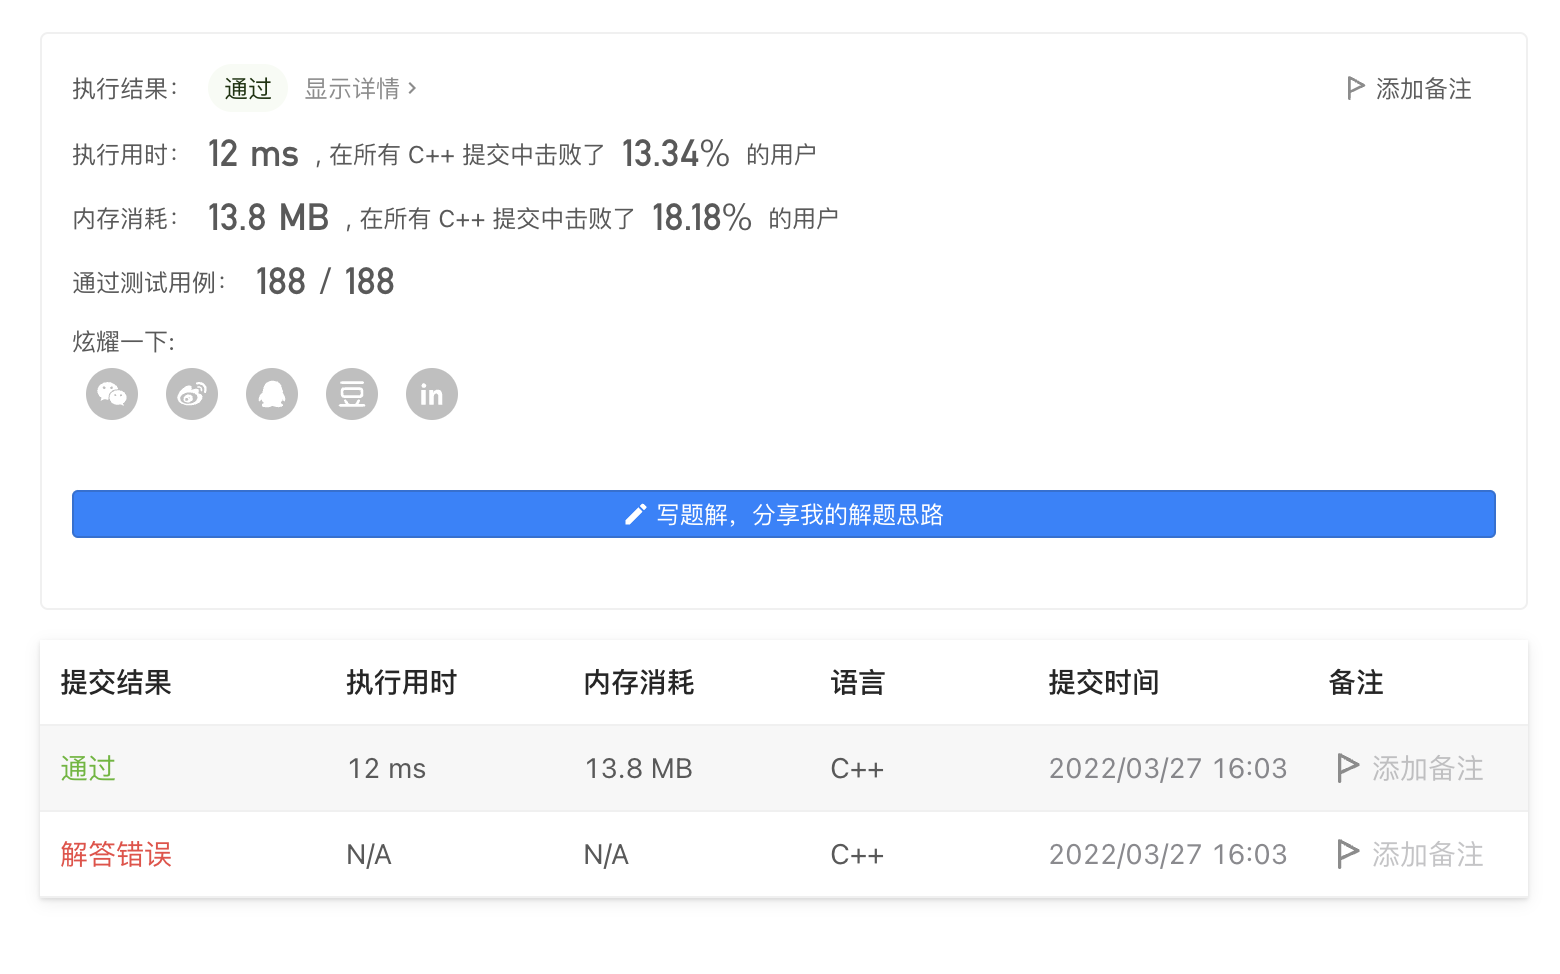 执行结果： 通过 显示详情 › 添加备注
执行用时： 12 ms , 在所有 C++ 提交中击败了 13.34% 的用户
内存消耗： 13.8 MB , 在所有 C++ 提交中击败了 18.18% 的用户
通过测试用例： 188 / 188
炫耀一下:
豆 in
写题解，分享我的解题思路
提交结果 执行用时 内存消耗 语言 提交时间 备注
通过 12 ms 13.8 MB C++ 2022/03/27 16:03 添加备注
解答错误 N/A N/A C++ 2022/03/27 16:03 添加备注